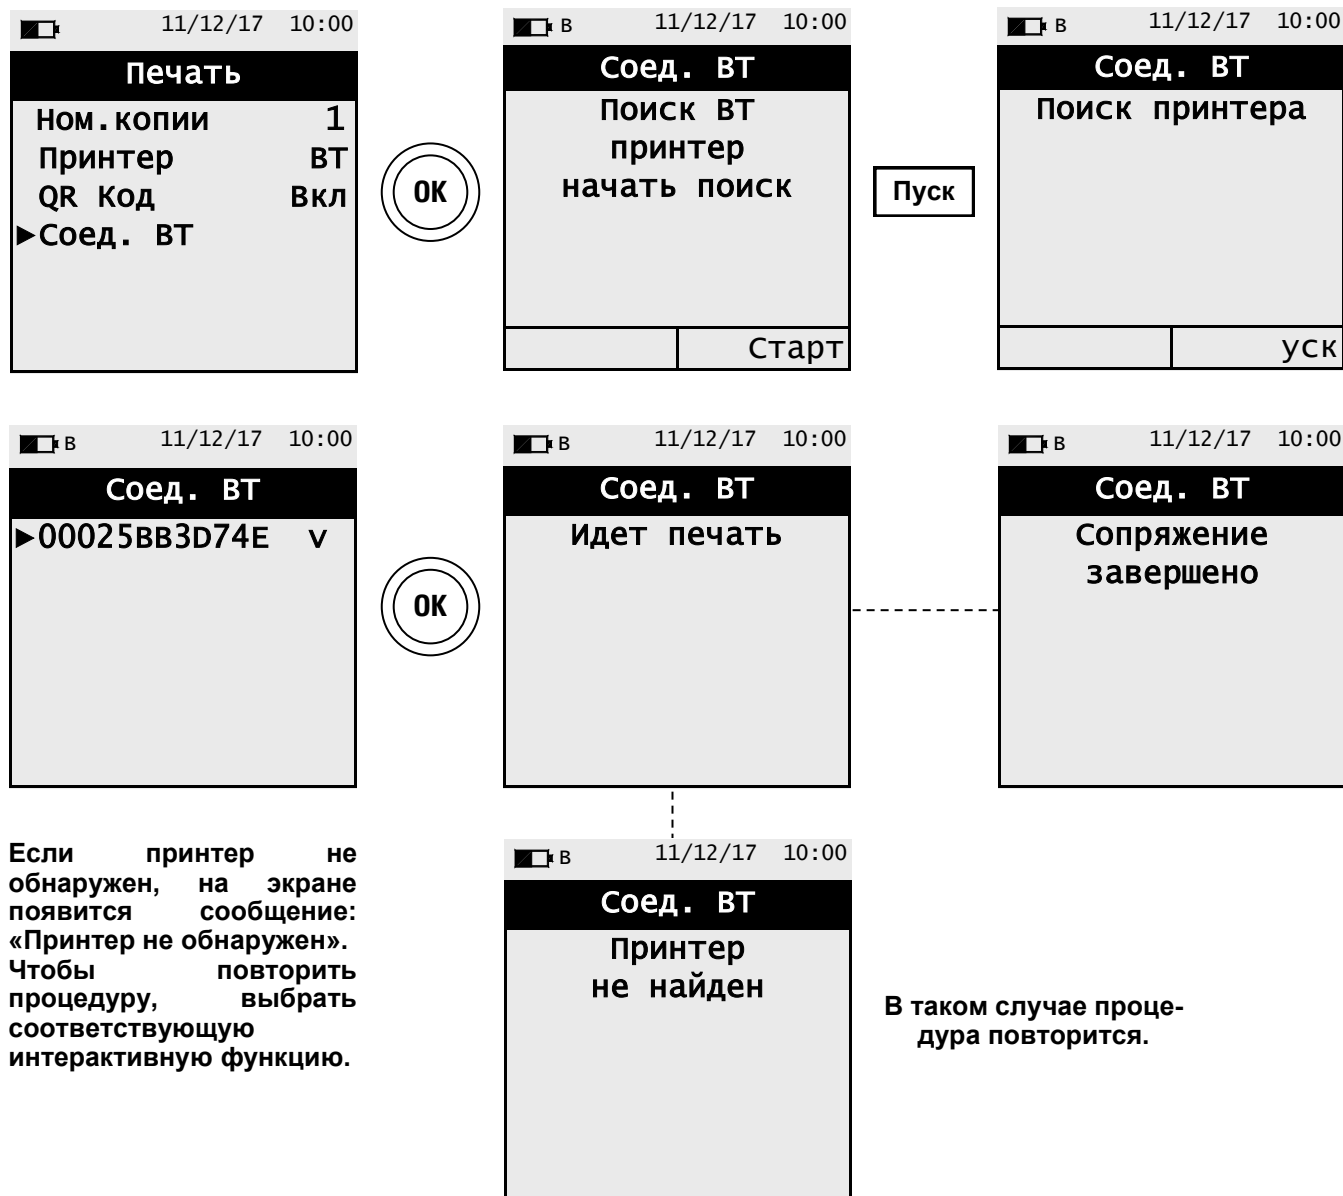 11/12/17 10:00
Печать
Ном.копии 1
Принтер BT
QR Код Вкл
►Соед. BT
OK
B 11/12/17 10:00
Соед. BT
Поиск BT
принтер
начать поиск
Старт
Пуск
B 11/12/17 10:00
Соед. BT
Поиск принтера
уск
B 11/12/17 10:00
Соед. BT
►00025BB3D74E V
OK
B 11/12/17 10:00
Соед. BT
Идет печать
B 11/12/17 10:00
Соед. BT
Сопряжение
завершено
Если принтер не
обнаружен, на экране
появится сообщение:
«Принтер не обнаружен».
Чтобы повторить
процедуру, выбрать
соответствующую
интерактивную функцию.
B 11/12/17 10:00
Соед. BT
Принтер
не найден
В таком случае проце-
дура повторится.